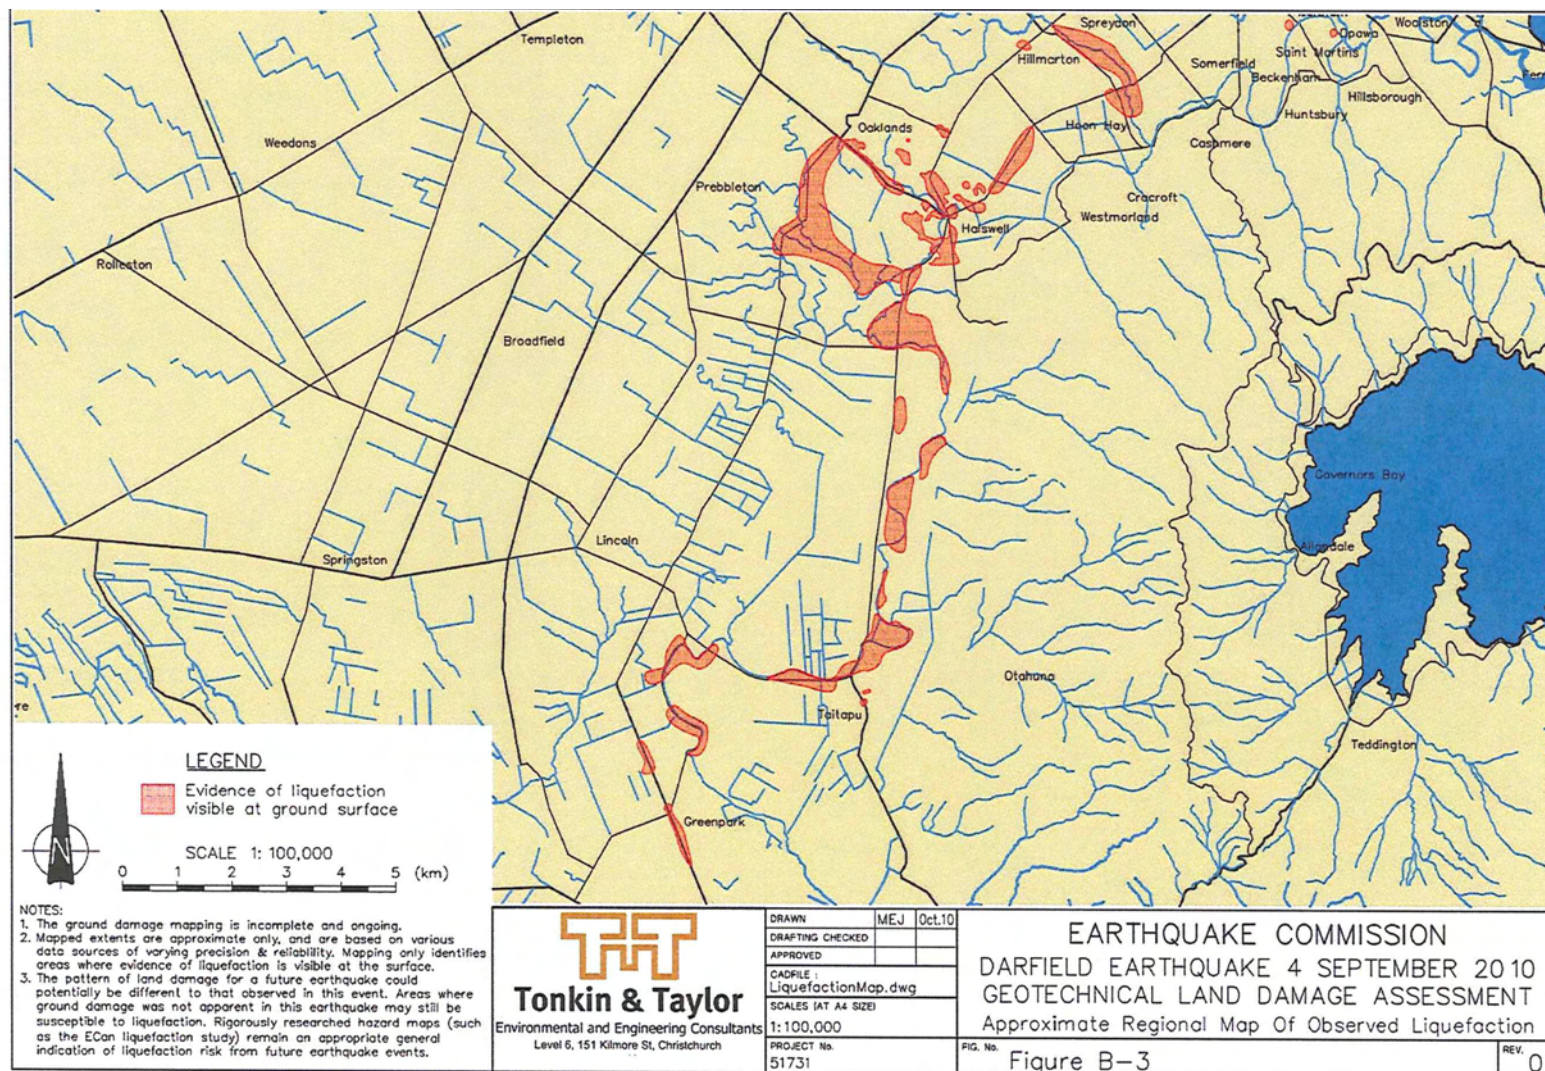 Spreydon
Woolston
Opawa
Templeton
Hillmorton
Saint Martins
Somerfield
Beckenham
Hillsborough
Huntsbury
Oaklands
Hoon Hay
Weedons
Cashmere
Prebbleton
Cracroft
Westmorland
Halswell
Rolleston
Broadfield
Governors Bay
Lincoln
Allandale
Springston
Otahuna
Taitapu
Teddington
Greenpark
LEGEND
Evidence of liquefaction
visible at ground surface
N
SCALE 1: 100,000
0 1 2 3 4 5 (km)
NOTES:
1. The ground damage mapping is incomplete and ongoing.
2. Mapped extents are approximate only, and are based on various
data sources of varying precision & reliability. Mapping only identifies
areas where evidence of liquefaction is visible at the surface.
3. The pattern of land damage for a future earthquake could
potentially be different to that observed in this event. Areas where
ground damage was not apparent in this earthquake may still be
susceptible to liquefaction. Rigorously researched hazard maps (such
as the ECan liquefaction study) remain an appropriate general
indication of liquefaction risk from future earthquake events.
T+T
Tonkin & Taylor
Environmental and Engineering Consultants
Level 6, 151 Kilmore St, Christchurch
DRAWN MEJ Oct.10
DRAFTING CHECKED
APPROVED
CADFILE :
LiquefactionMap.dwg
SCALES (AT A4 SIZE)
1:100,000
PROJECT No.
51731
EARTHQUAKE COMMISSION
DARFIELD EARTHQUAKE 4 SEPTEMBER 2010
GEOTECHNICAL LAND DAMAGE ASSESSMENT
Approximate Regional Map Of Observed Liquefaction
FIG. No. Figure B-3
REV. 0